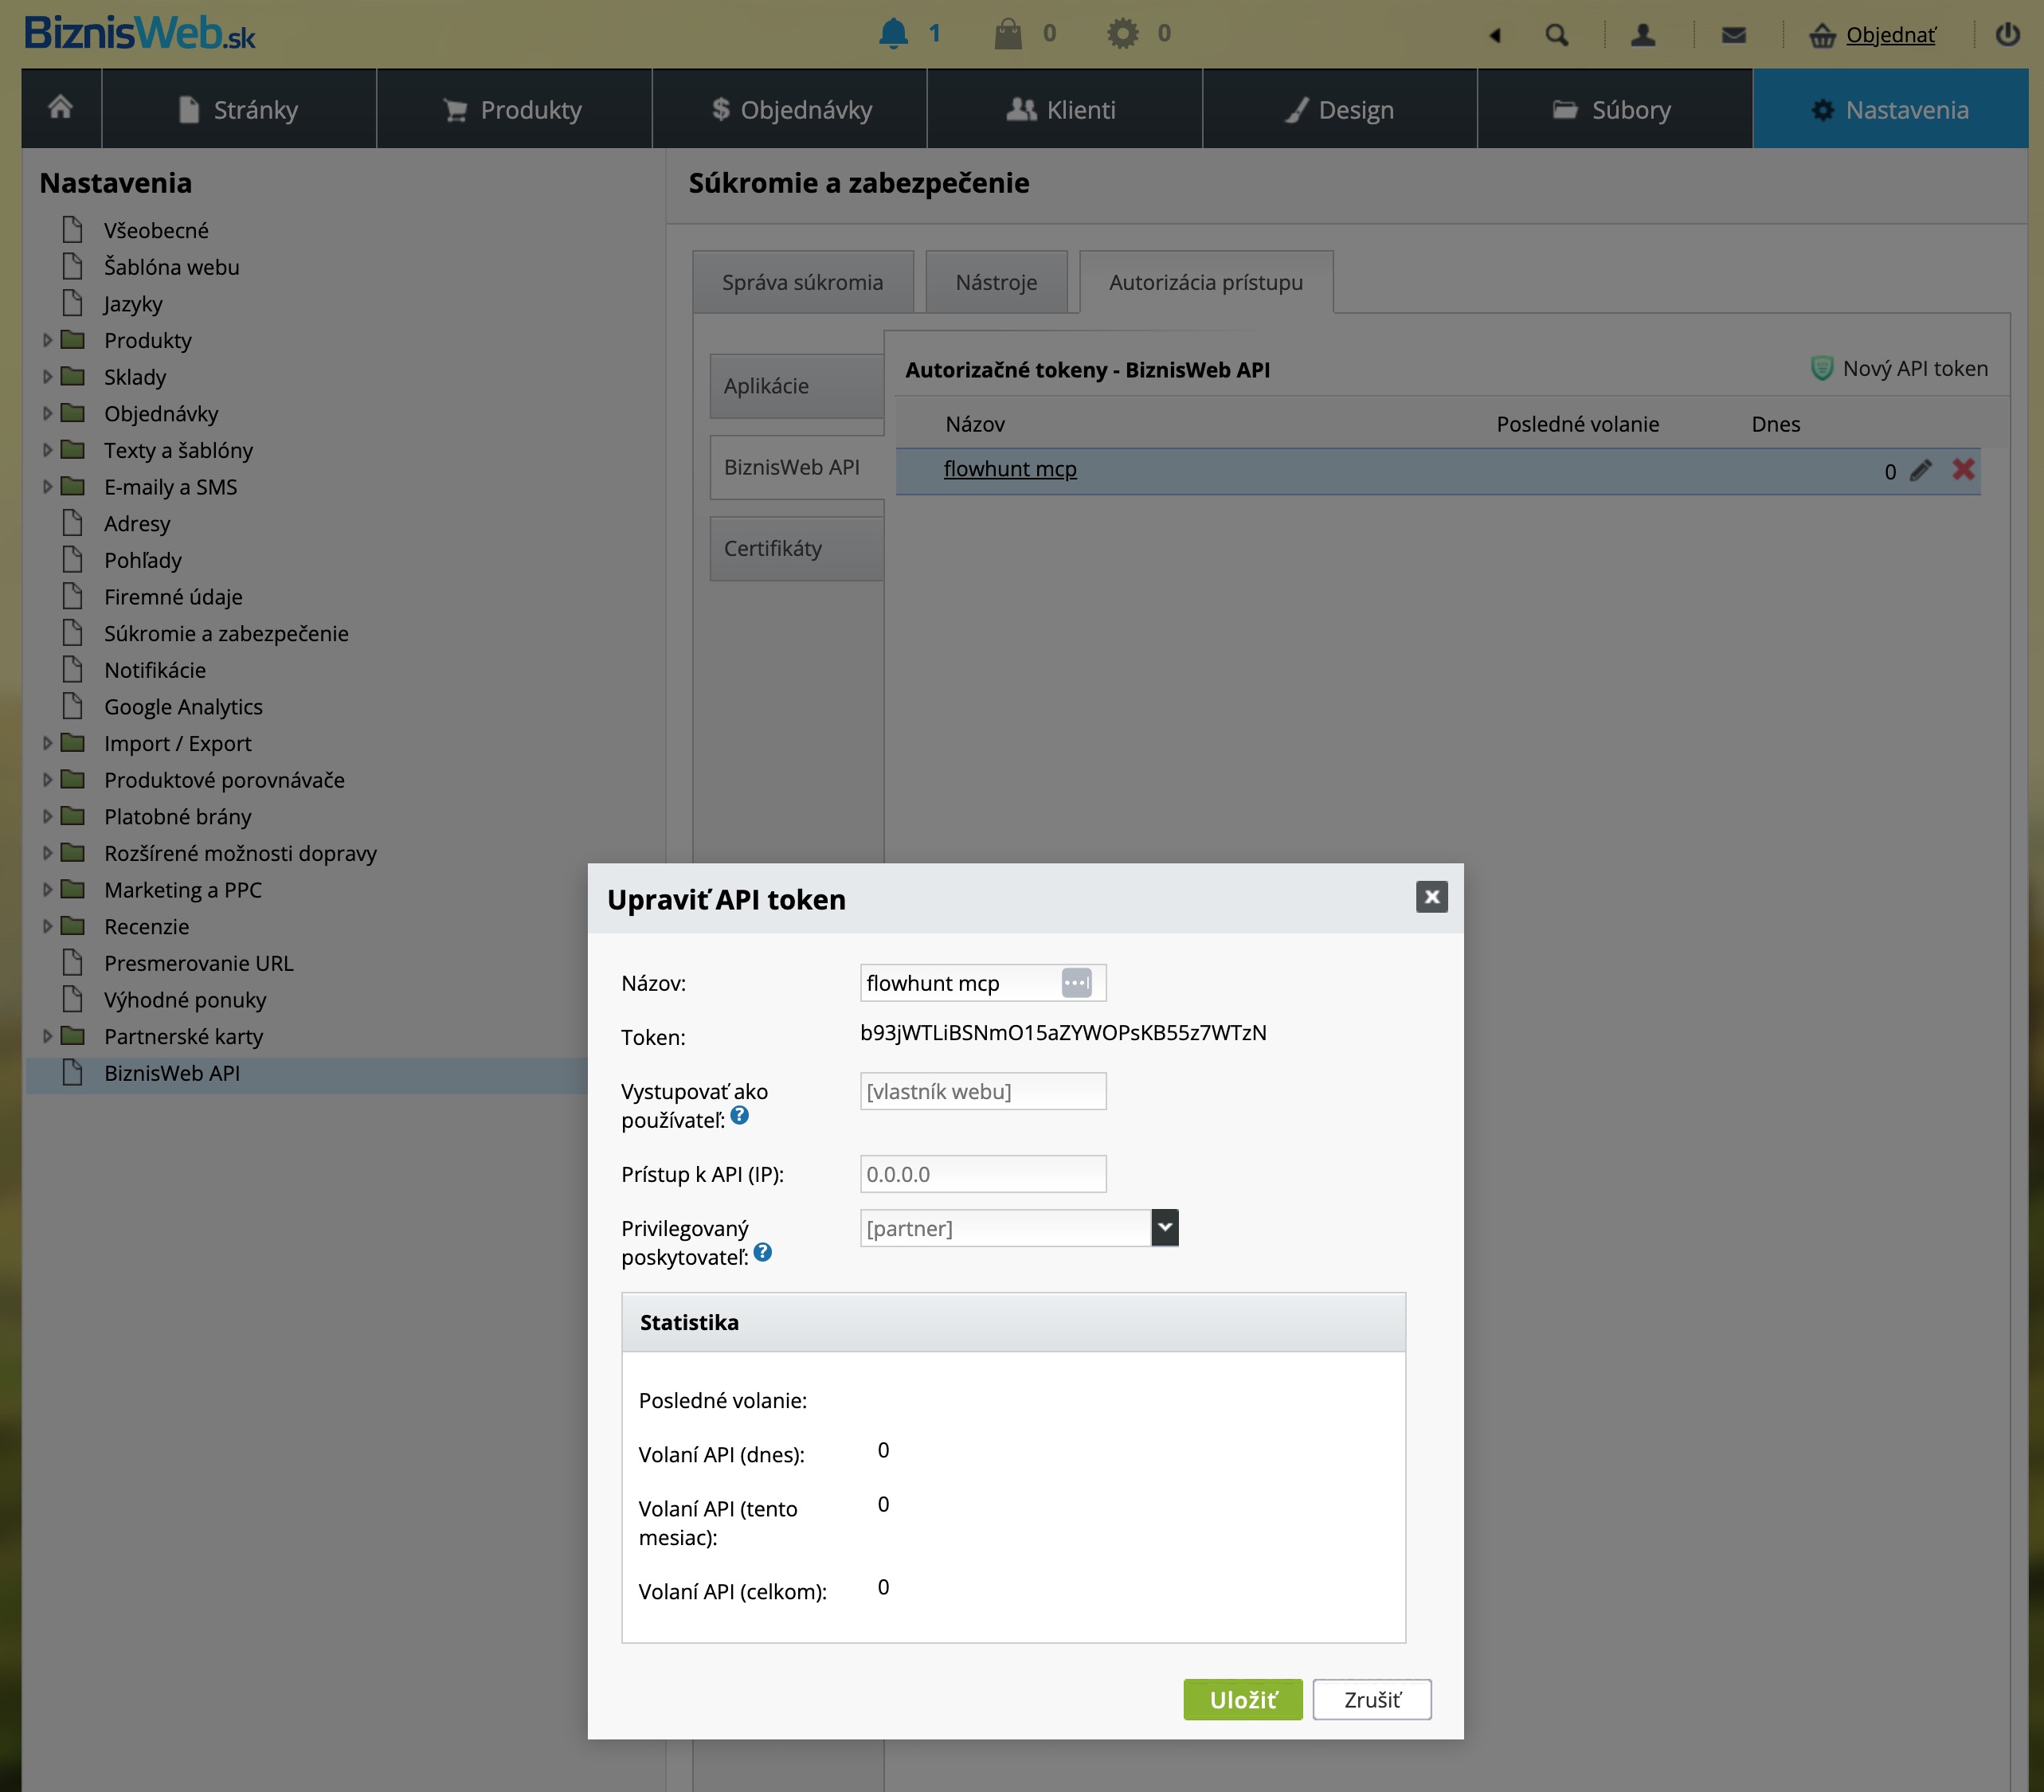 BiznisWeb.sk
1
0
0
Objednať
Stránky
Produkty
$ Objednávky
Klienti
Design
Súbory
Nastavenia
Nastavenia
Všeobecné
Šablóna webu
Jazyky
Produkty
Sklady
Objednávky
Texty a šablóny
E-maily a SMS
Adresy
Pohľady
Firemné údaje
Súkromie a zabezpečenie
Notifikácie
Google Analytics
Import / Export
Produktové porovnávače
Platobné brány
Rozšírené možnosti dopravy
Marketing a PPC
Recenzie
Presmerovanie URL
Výhodné ponuky
Partnerské karty
BiznisWeb API
Súkromie a zabezpečenie
Správa súkromia
Nástroje
Autorizácia prístupu
Aplikácie
BiznisWeb API
Certifikáty
Autorizačné tokeny - BiznisWeb API
Nový API token
Názov Posledné volanie Dnes
flowhunt mcp 0
Upraviť API token
Názov: flowhunt mcp
Token: b93jWTLiBSNmO15aZYWOPsKB55z7WTzN
Vystupovať ako
používateľ: ?
[vlastník webu]
Prístup k API (IP): 0.0.0.0
Privilegovaný
poskytovateľ: ?
[partner]
Statistika
Posledné volanie:
Volaní API (dnes): 0
Volaní API (tento
mesiac):
0
Volaní API (celkom): 0
Uložiť
Zrušiť